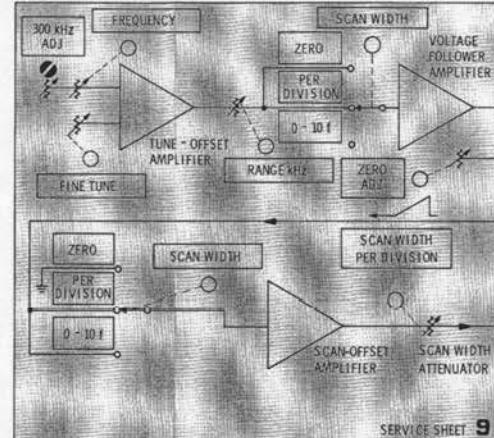 300 kHz
ADJ
FREQUENCY
SCAN WIDTH
ZERO
PER
DIVISION
0 - 10 f
VOLTAGE
FOLLOWER
AMPLIFIER
TUNE - OFFSET
AMPLIFIER
FINE TUNE
RANGE kHz
ZERO
ADJ
ZERO
PER
DIVISION
0 - 10 f
SCAN WIDTH
SCAN WIDTH
PER DIVISION
SCAN-OFFSET
AMPLIFIER
SCAN WIDTH
ATTENUATOR
SERVICE SHEET 9